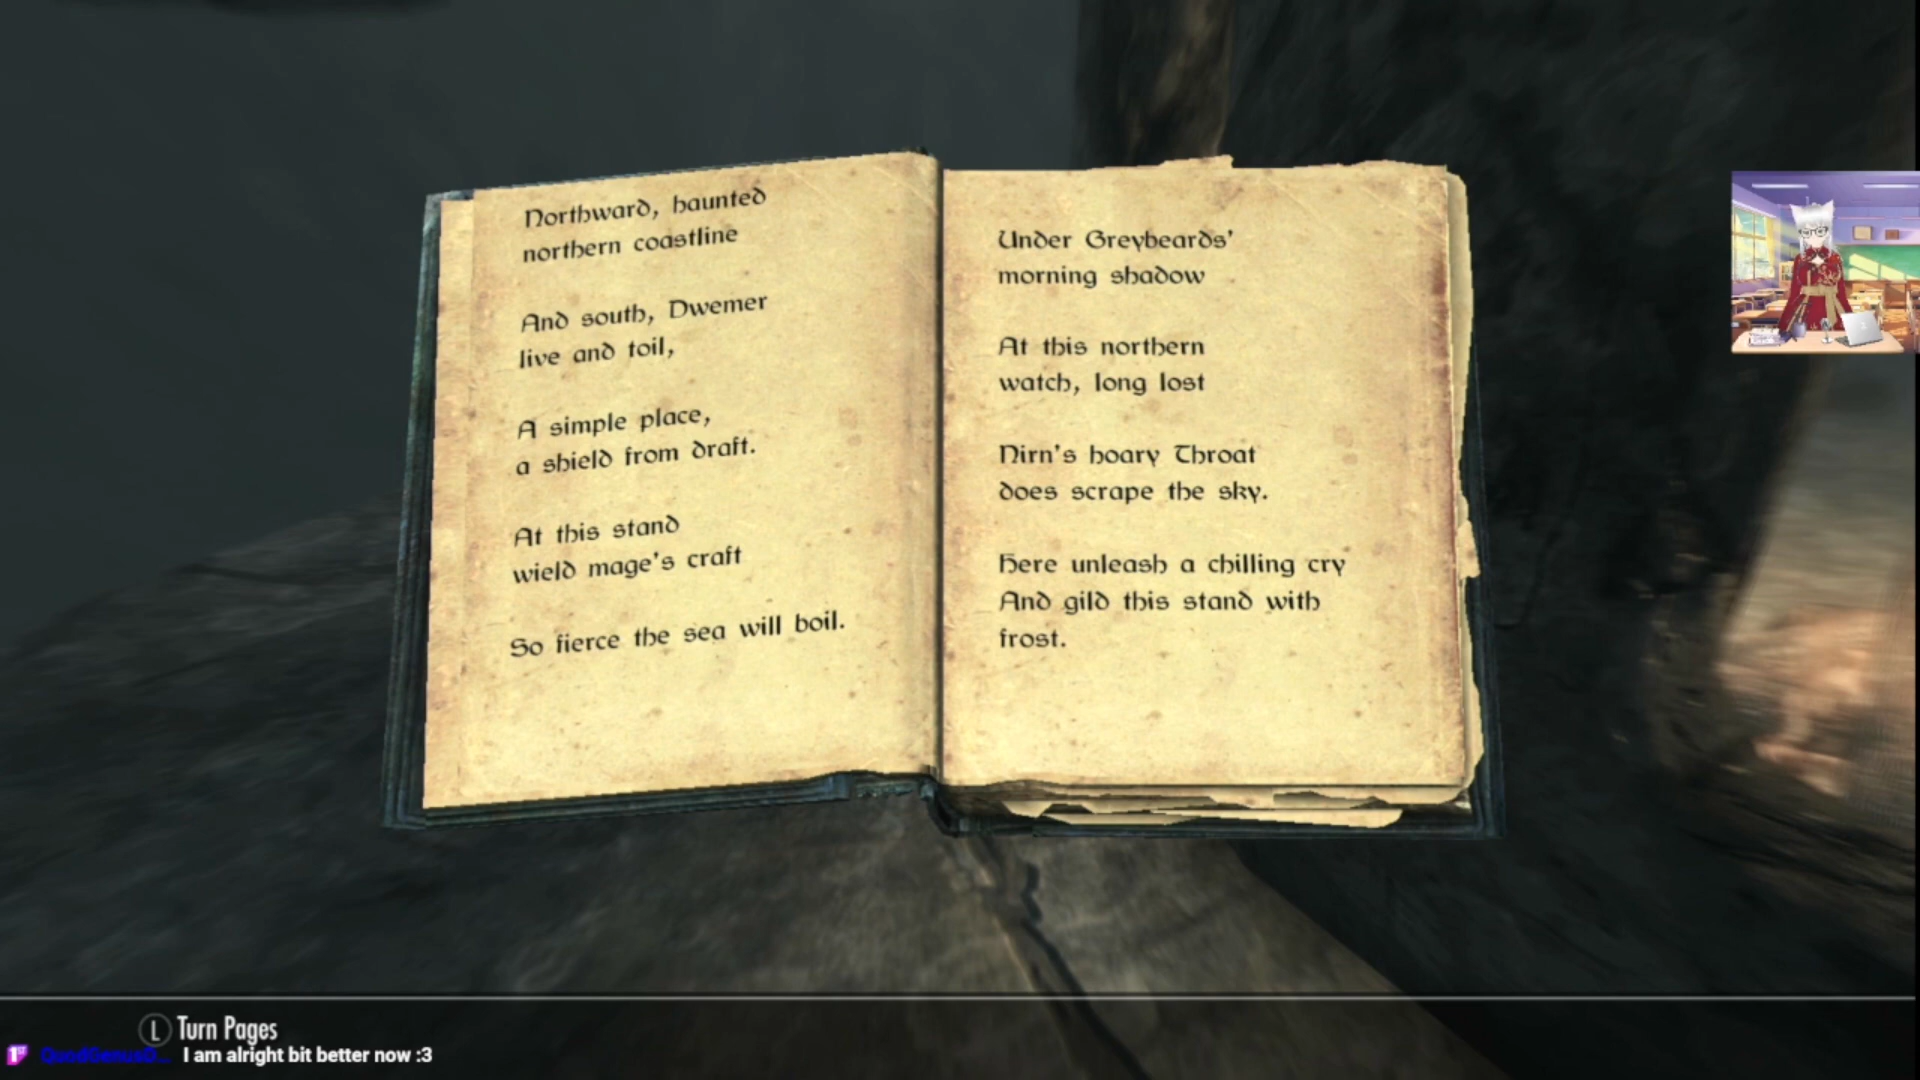 Northward, haunted
northern coastline
And south, Dwemer
live and toil,
A simple place,
a shield from draft.
At this stand
wield mage's craft
So fierce the sea will boil.
Under Greybeards'
morning shadow
At this northern
watch, long lost
Nirn's hoary Throat
does scrape the sky.
Here unleash a chilling cry
And gild this stand with
frost.
L Turn Pages
1ST QuodGenusD... I am alright bit better now :3